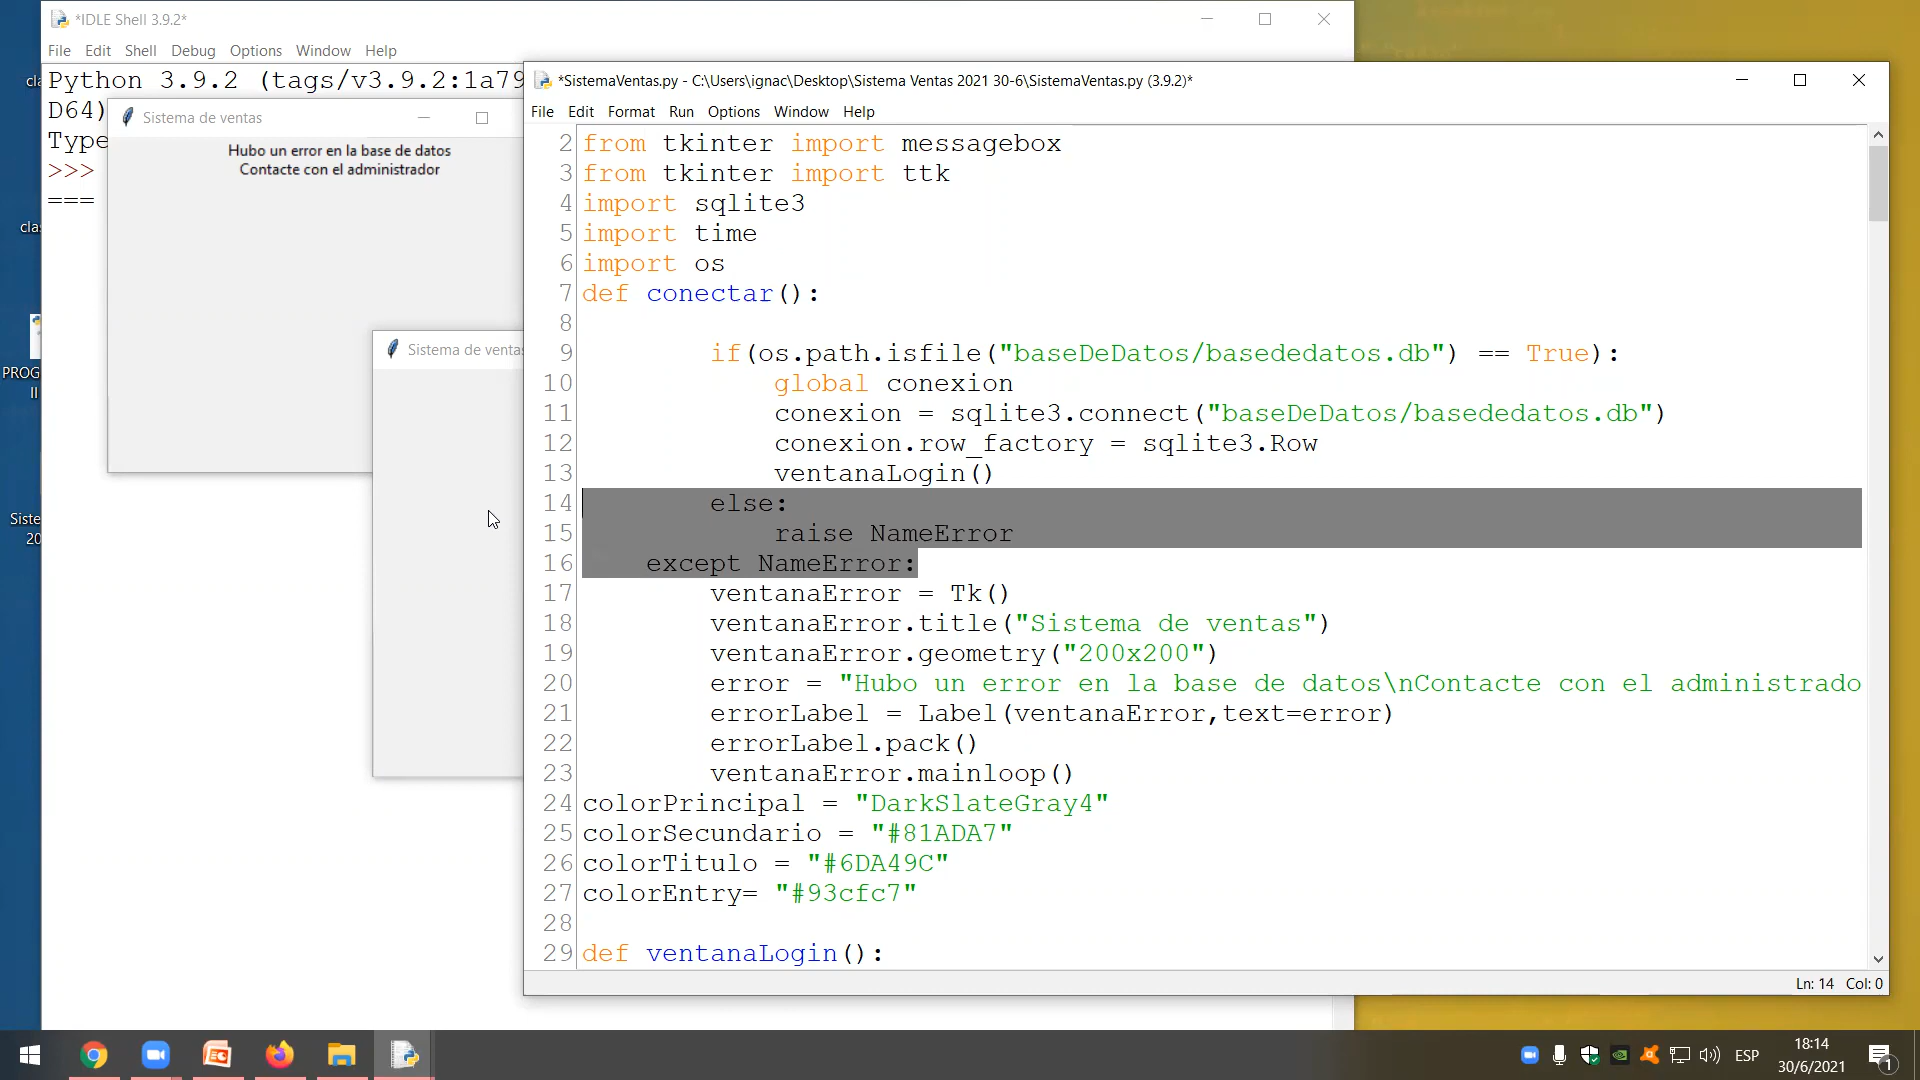 *IDLE Shell 3.9.2*
File Edit Shell Debug Options Window Help
Python 3.9.2 (tags/v3.9.2:1a79
D64)
Type
>>>
===
Sistema de ventas
Hubo un error en la base de datos
Contacte con el administrador
Sistema de ventas
*SistemaVentas.py - C:\Users\ignac\Desktop\Sistema Ventas 2021 30-6\SistemaVentas.py (3.9.2)*
File Edit Format Run Options Window Help
2 from tkinter import messagebox
3 from tkinter import ttk
4 import sqlite3
5 import time
6 import os
7 def conectar():
8
9 if(os.path.isfile("baseDeDatos/basededatos.db") == True):
10 global conexion
11 conexion = sqlite3.connect("baseDeDatos/basededatos.db")
12 conexion.row_factory = sqlite3.Row
13 ventanaLogin()
14 else:
15 raise NameError
16 except NameError:
17 ventanaError = Tk()
18 ventanaError.title("Sistema de ventas")
19 ventanaError.geometry("200x200")
20 error = "Hubo un error en la base de datos\nContacte con el administrado
21 errorLabel = Label(ventanaError,text=error)
22 errorLabel.pack()
23 ventanaError.mainloop()
24 colorPrincipal = "DarkSlateGray4"
25 colorSecundario = "#81ADA7"
26 colorTitulo = "#6DA49C"
27 colorEntry= "#93cfc7"
28
29 def ventanaLogin():
Ln: 14 Col: 0
cla
clas
PROG
II
Siste
20
ESP
18:14
30/6/2021
1